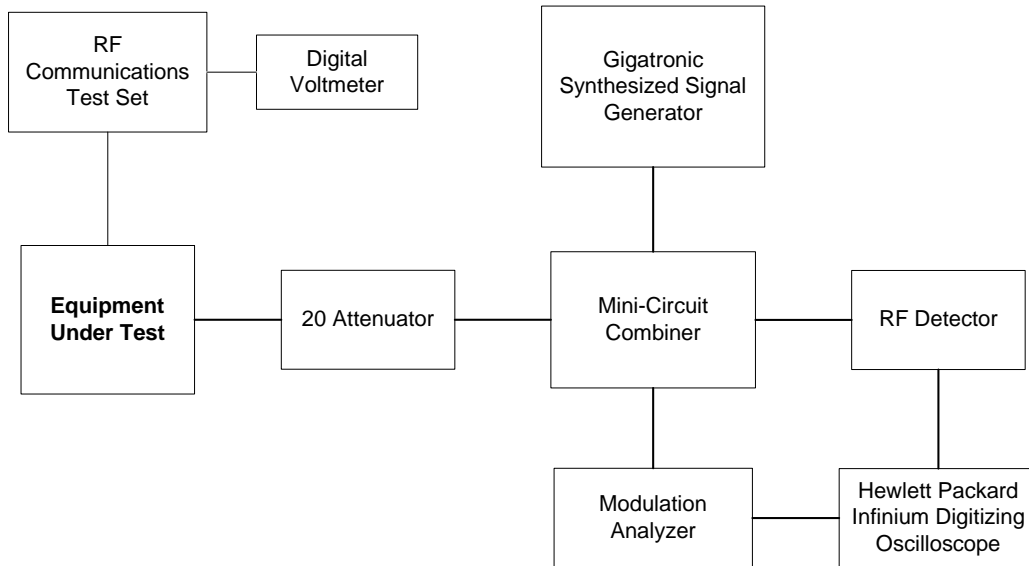 RF
Communications
Test Set
Digital
Voltmeter
Gigatronic
Synthesized Signal
Generator
Equipment
Under Test
20 Attenuator
Mini-Circuit
Combiner
RF Detector
Modulation
Analyzer
Hewlett Packard
Infinium Digitizing
Oscilloscope